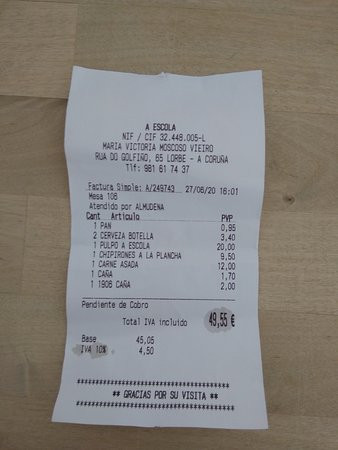 A ESCOLA
NIF / CIF 32.448.005-L
MARIA VICTORIA MOSCOSO VIEIRO
RUA DO GOLFIÑO, 65 LORBE - A CORUÑA
Tlf: 981 61 74 37
Factura Simple: A/249743 27/06/20 16:01
Mesa 106
Atendido por ALMUDENA
Cant Artículo PVP
1 PAN 0,95
2 CERVEZA BOTELLA 3,40
1 PULPO A ESCOLA 20,00
1 CHIPIRONES A LA PLANCHA 9,50
1 CARNE ASADA 12,00
1 CAÑA 1,70
1 1906 CAÑA 2,00
Pendiente de Cobro
Total IVA incluido 49,55 €
Base 45,05
IVA 10% 4,50
***********************************
** GRACIAS POR SU VISITA **
***********************************